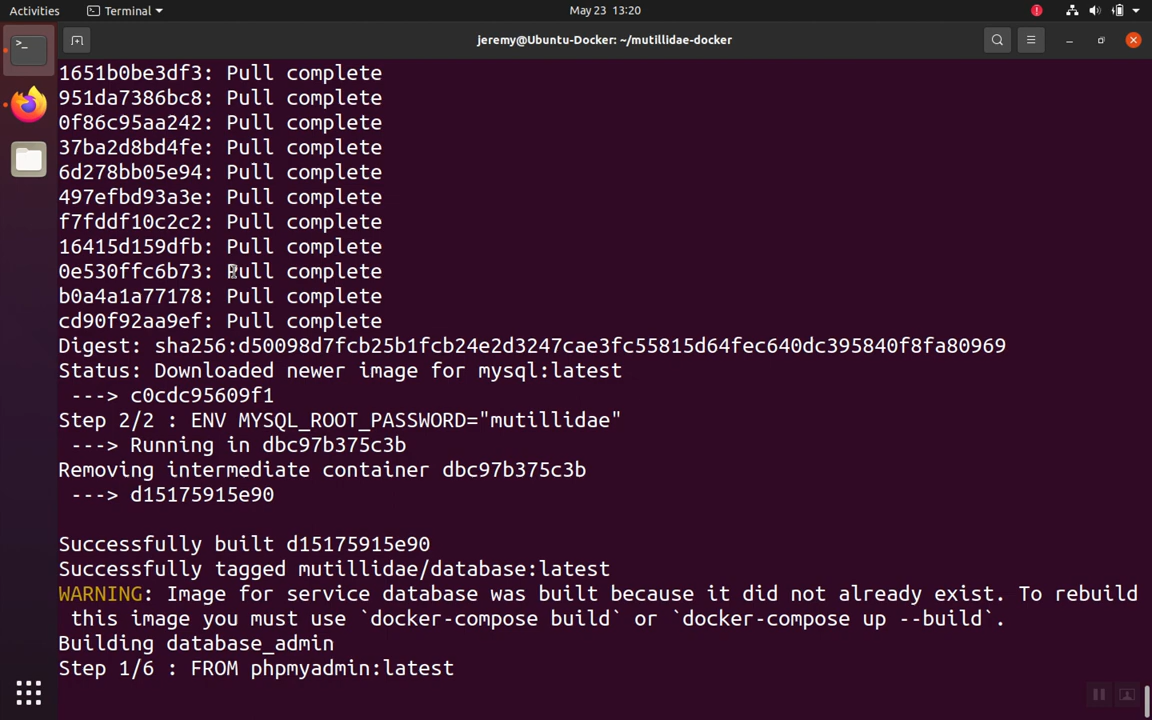 Activities
Terminal
May 23 13:20
jeremy@Ubuntu-Docker: ~/mutillidae-docker
1651b0be3df3: Pull complete
951da7386bc8: Pull complete
0f86c95aa242: Pull complete
37ba2d8bd4fe: Pull complete
6d278bb05e94: Pull complete
497efbd93a3e: Pull complete
f7fddf10c2c2: Pull complete
16415d159dfb: Pull complete
0e530ffc6b73: Pull complete
b0a4a1a77178: Pull complete
cd90f92aa9ef: Pull complete
Digest: sha256:d50098d7fcb25b1fcb24e2d3247cae3fc55815d64fec640dc395840f8fa80969
Status: Downloaded newer image for mysql:latest
---> c0cdc95609f1
Step 2/2 : ENV MYSQL_ROOT_PASSWORD="mutillidae"
---> Running in dbc97b375c3b
Removing intermediate container dbc97b375c3b
---> d15175915e90
Successfully built d15175915e90
Successfully tagged mutillidae/database:latest
WARNING: Image for service database was built because it did not already exist. To rebuild
this image you must use `docker-compose build` or `docker-compose up --build`.
Building database_admin
Step 1/6 : FROM phpmyadmin:latest